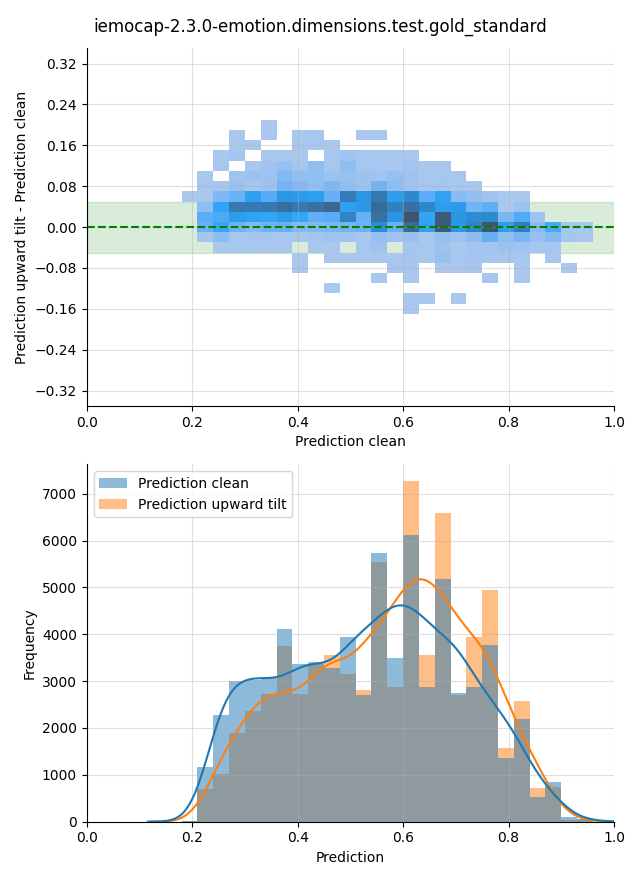 iemocap-2.3.0-emotion.dimensions.test.gold_standard
Prediction upward tilt - Prediction clean
0.32
0.24
0.16
0.08
0.00
−0.08
−0.16
−0.24
−0.32
0.0 0.2 0.4 0.6 0.8 1.0
Prediction clean
Prediction clean
Prediction upward tilt
Frequency
7000
6000
5000
4000
3000
2000
1000
0
0.0 0.2 0.4 0.6 0.8 1.0
Prediction